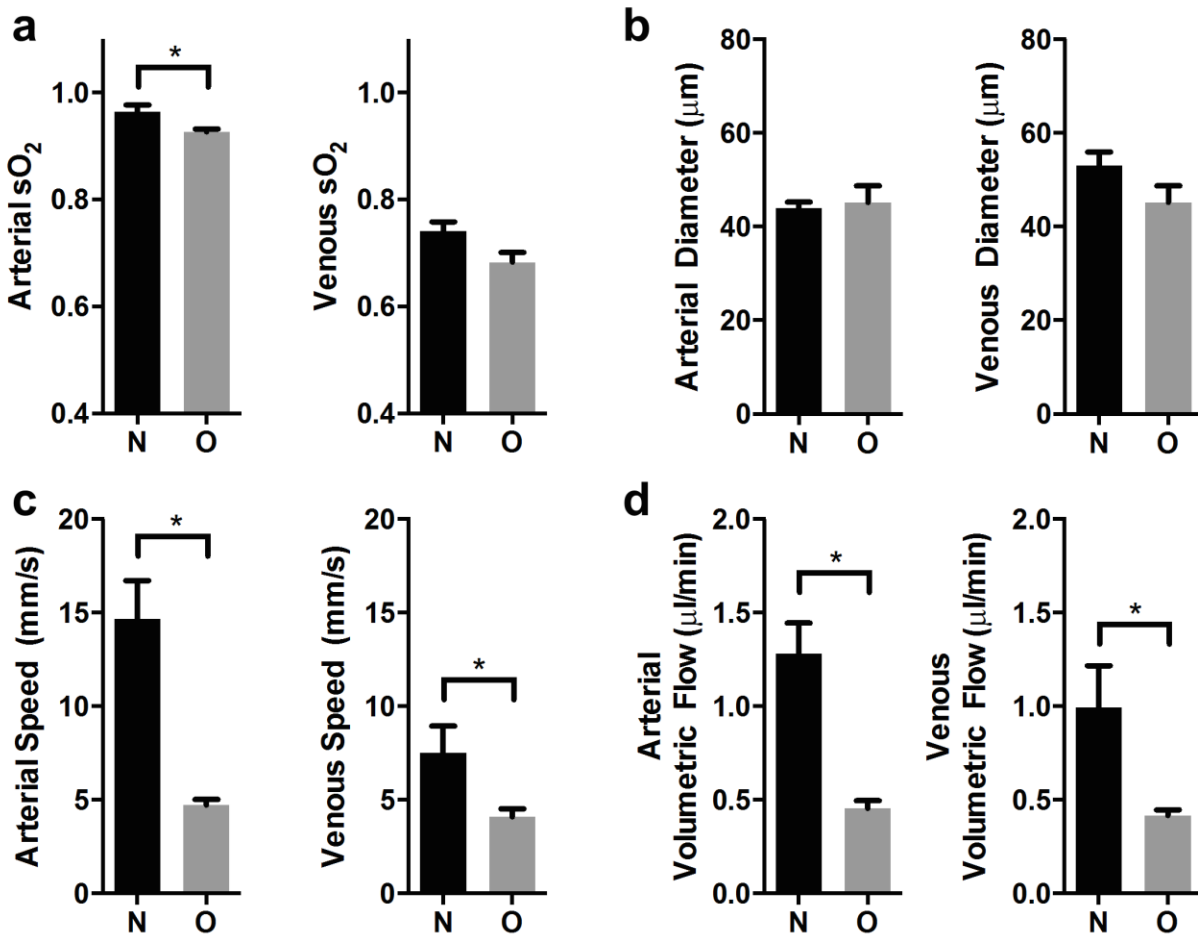 a
Arterial sO2
1.0
0.8
0.6
0.4
*
N
O
Venous sO2
1.0
0.8
0.6
0.4
N
O
b
Arterial Diameter (µm)
80
60
40
20
0
N
O
Venous Diameter (µm)
80
60
40
20
0
N
O
c
Arterial Speed (mm/s)
20
15
10
5
0
*
N
O
Venous Speed (mm/s)
20
15
10
5
0
*
N
O
d
Arterial
Volumetric Flow (µl/min)
2.0
1.5
1.0
0.5
0.0
*
N
O
Venous
Volumetric Flow (µl/min)
2.0
1.5
1.0
0.5
0.0
*
N
O